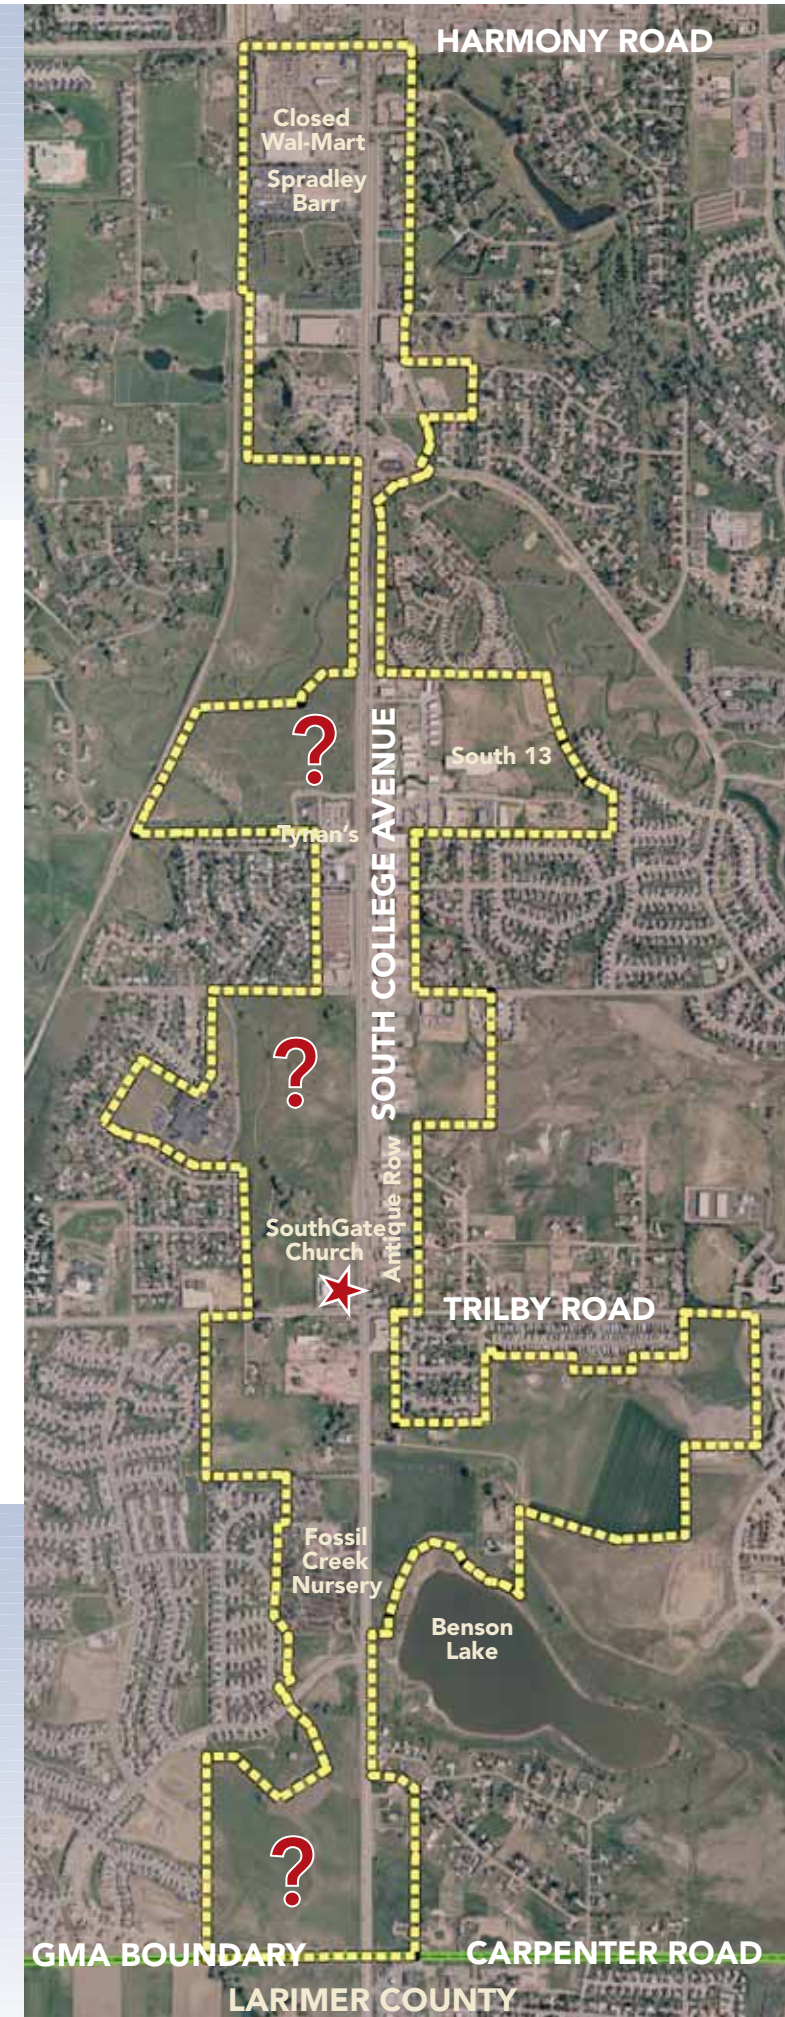 HARMONY ROAD
Closed
Wal-Mart
Spradley
Barr
?
South 13
SOUTH COLLEGE AVENUE
Tynan's
?
Antique Row
SouthGate
Church
TRILBY ROAD
Fossil
Creek
Nursery
Benson
Lake
?
GMA BOUNDARY
CARPENTER ROAD
LARIMER COUNTY